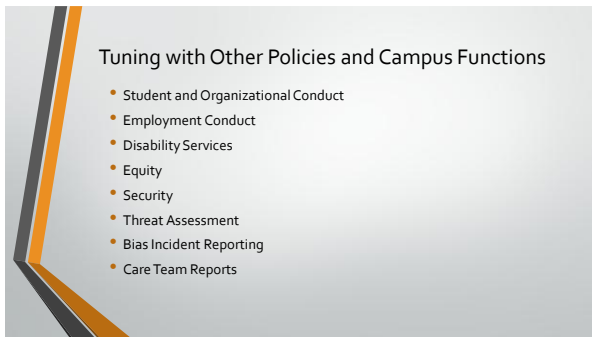 Tuning with Other Policies and Campus Functions
• Student and Organizational Conduct
• Employment Conduct
• Disability Services
• Equity
• Security
• Threat Assessment
• Bias Incident Reporting
• Care Team Reports